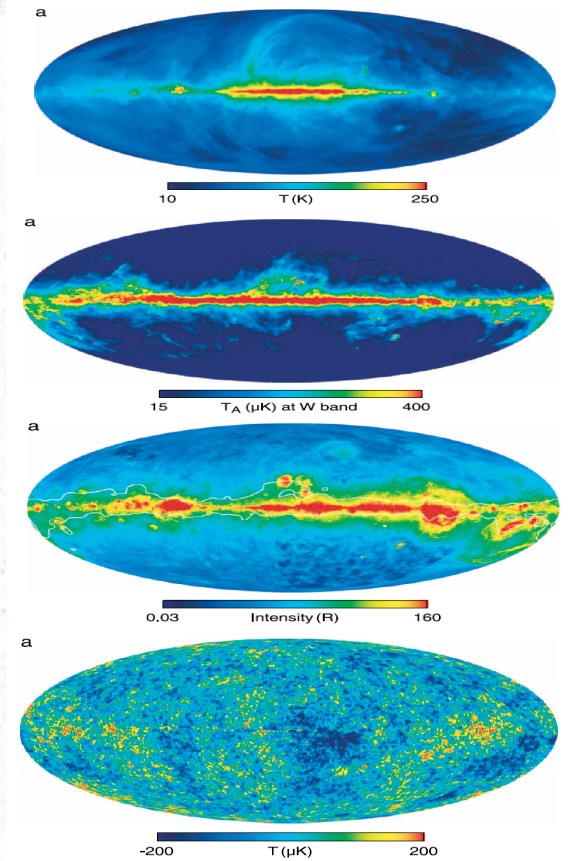 a
10 T (K) 250
a
15 T_A (μK) at W band 400
a
0.03 Intensity (R) 160
a
-200 T (μK) 200